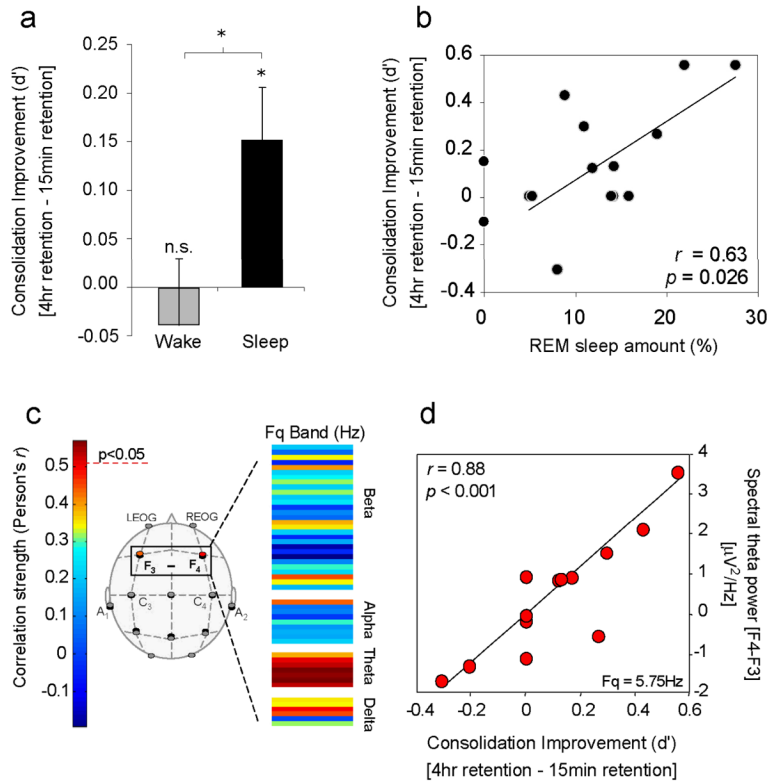 a
Consolidation Improvement (d')
[4hr retention - 15min retention]
0.25
0.20
0.15
0.10
0.05
0.00
-0.05
*
*
n.s.
Wake
Sleep
b
Consolidation Improvement (d')
[4hr retention - 15min retention]
0.6
0.4
0.2
0
-0.2
-0.4
r = 0.63
p = 0.026
0
10
20
30
REM sleep amount (%)
c
Correlation strength (Person's r)
0.5
0.4
0.3
0.2
0.1
0
-0.1
p<0.05
LEOG
REOG
F3
–
F4
A1
C3
C4
A2
Fq Band (Hz)
Beta
Alpha
Theta
Delta
d
r = 0.88
p < 0.001
Fq = 5.75Hz
4
3
2
1
0
-1
-2
Spectral theta power [F4-F3]
[µV²/Hz]
-0.4
-0.2
0
0.2
0.4
0.6
Consolidation Improvement (d')
[4hr retention - 15min retention]